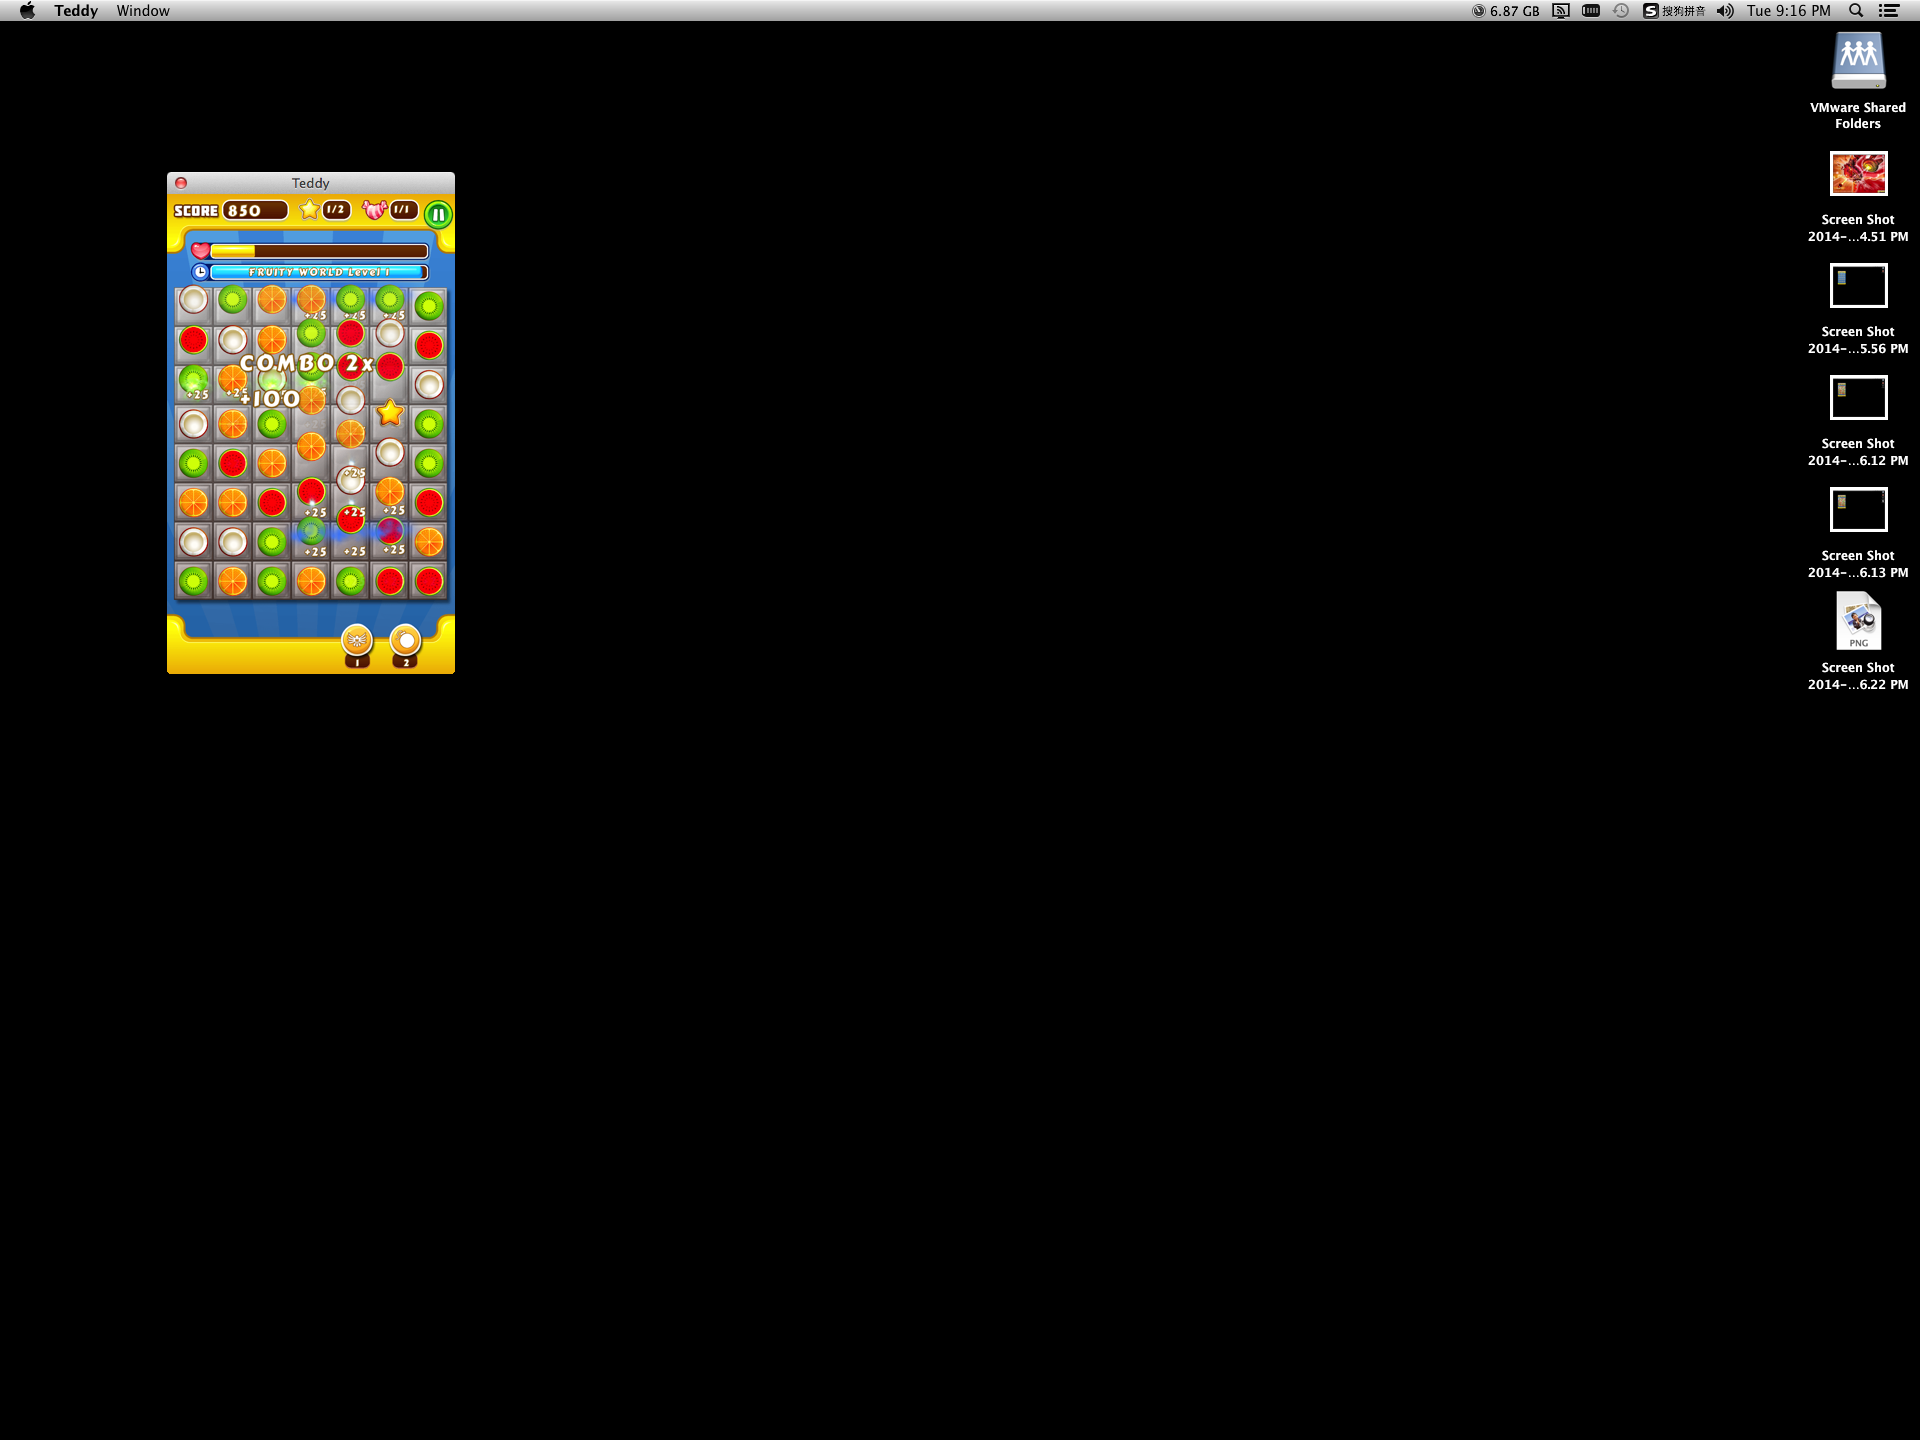 Teddy Window 6.87 GB S 搜狗拼音 Tue 9:16 PM
VMware Shared
Folders
Screen Shot
2014-...4.51 PM
Screen Shot
2014-...5.56 PM
Screen Shot
2014-...6.12 PM
Screen Shot
2014-...6.13 PM
PNG
Screen Shot
2014-...6.22 PM
Teddy
SCORE 850 1/2 1/1
FRUITY WORLD Level 1
+25 +25 +25
COMBO 2x
+25 +25
+100
+25
+25 +25 +25
+25 +25 +25
1 2